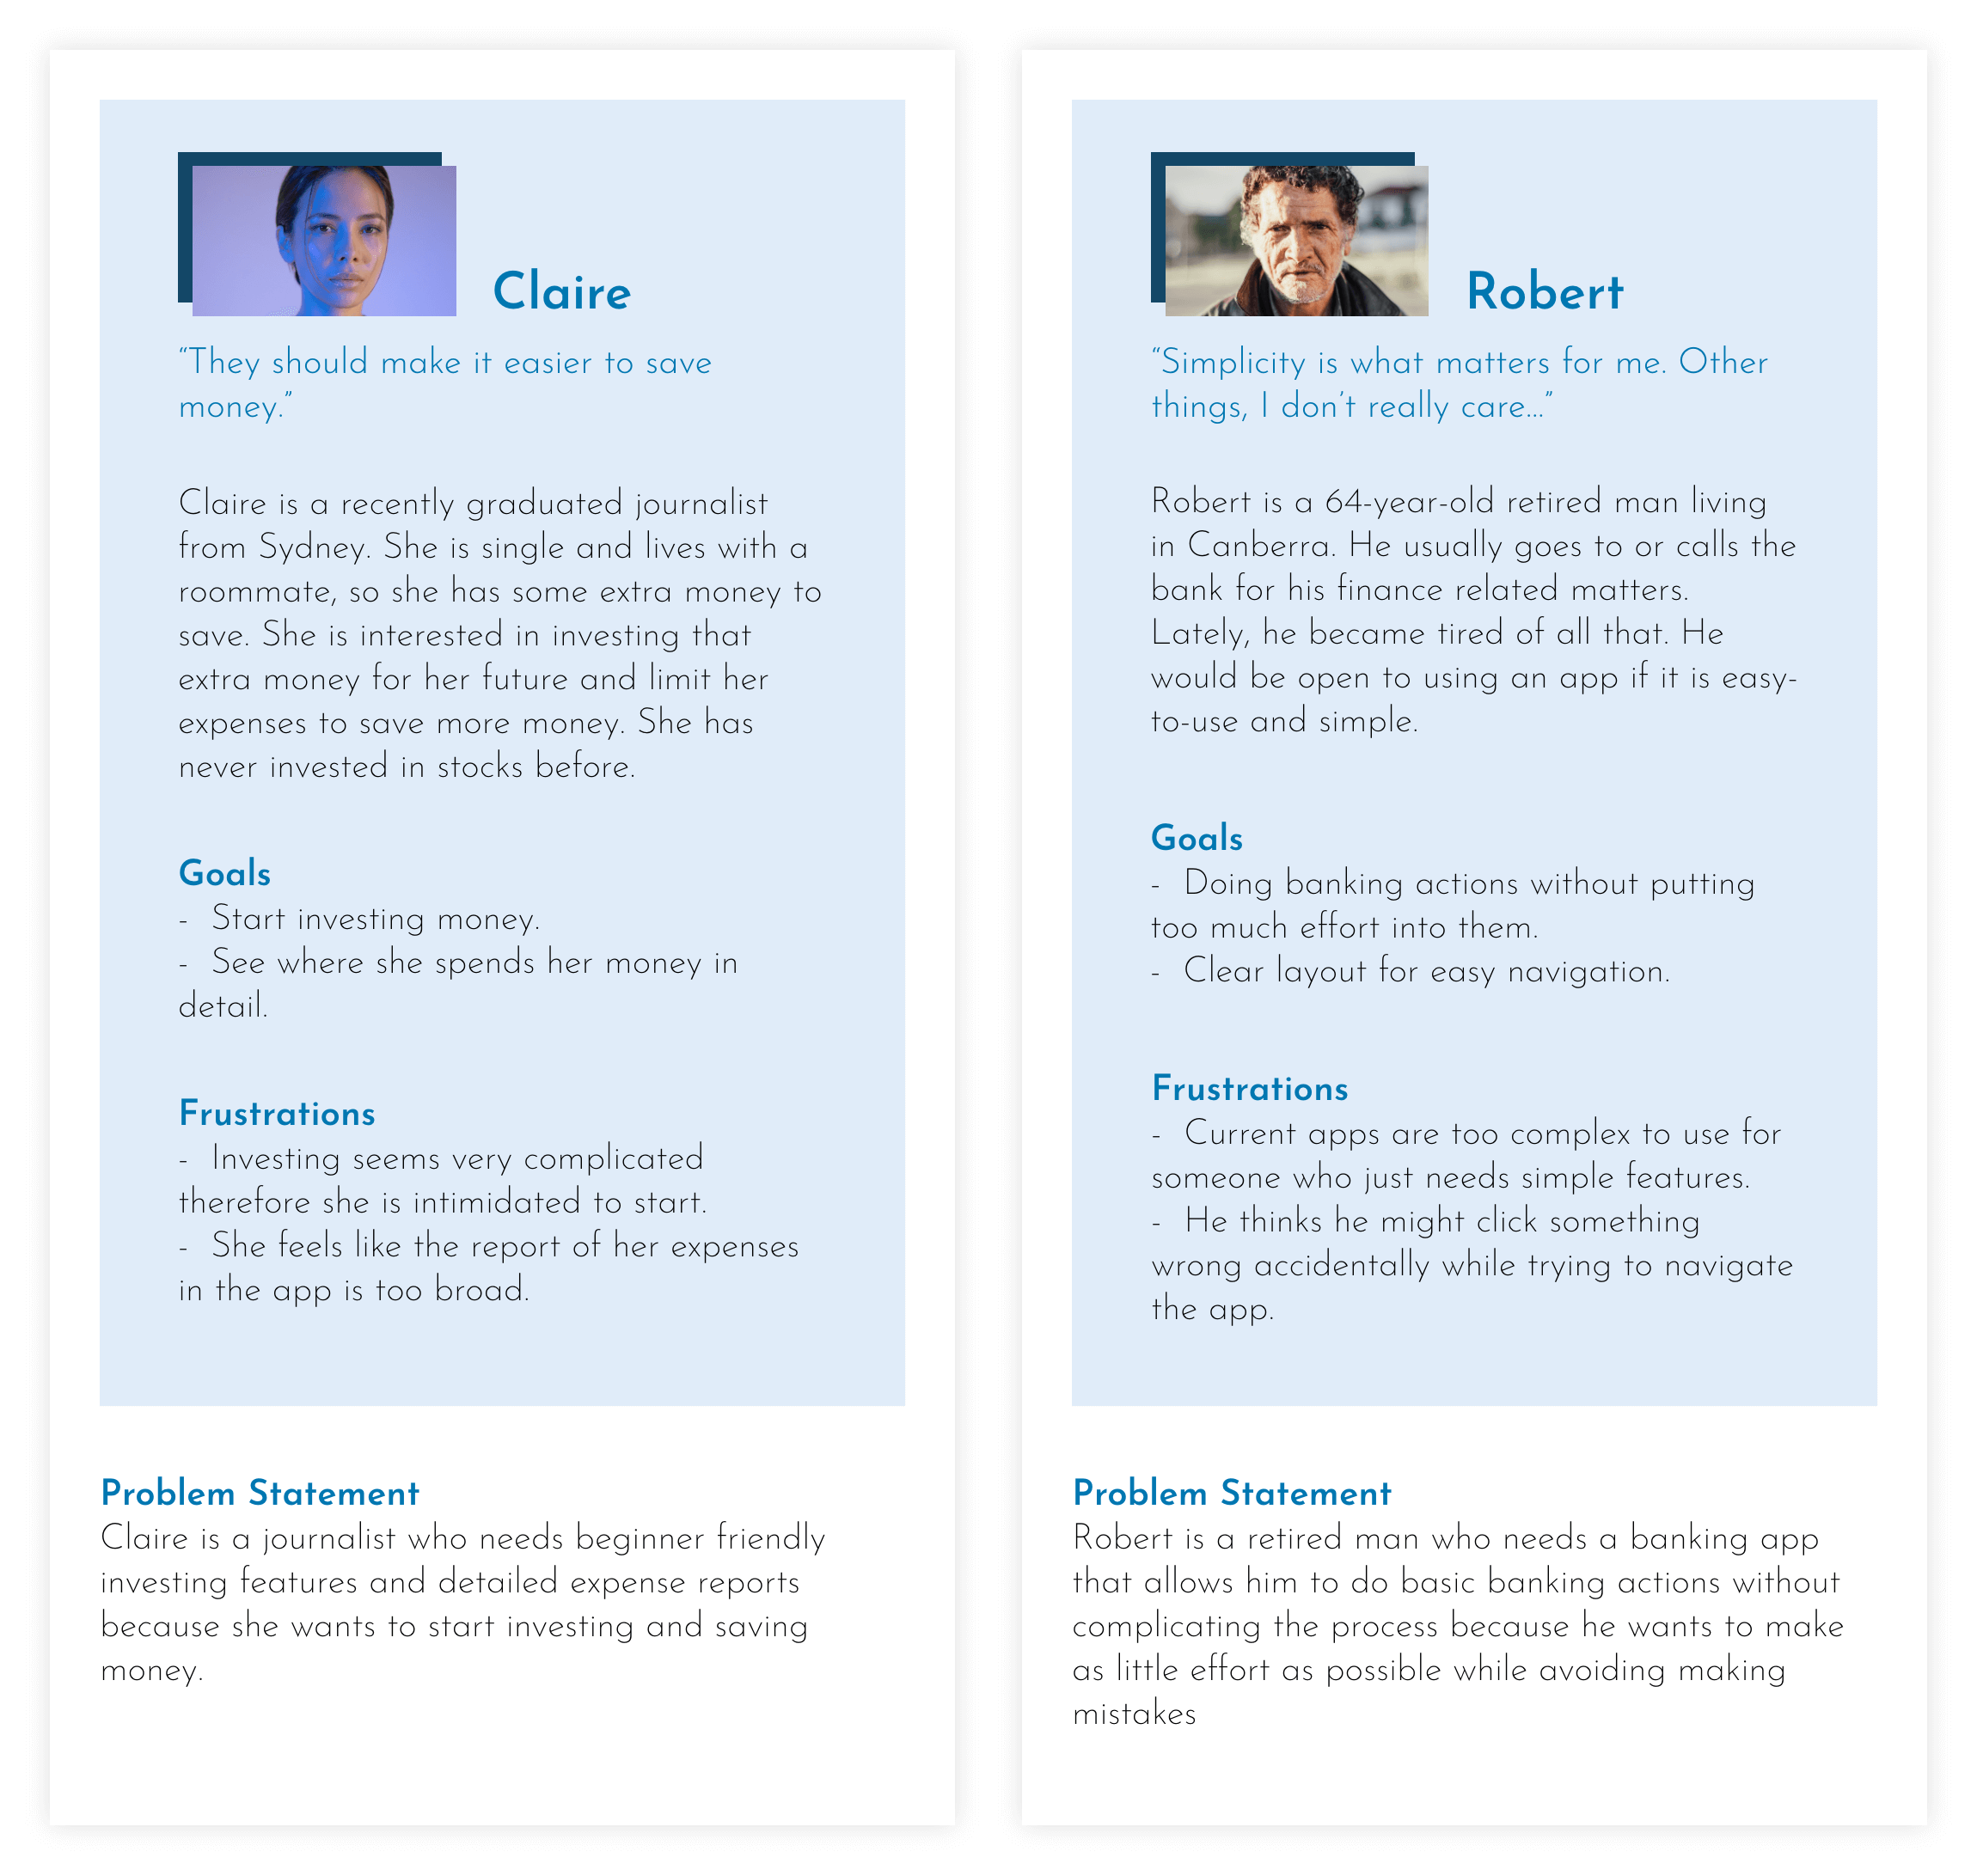 Claire
“They should make it easier to save
money.”
Claire is a recently graduated journalist
from Sydney. She is single and lives with a
roommate, so she has some extra money to
save. She is interested in investing that
extra money for her future and limit her
expenses to save more money. She has
never invested in stocks before.
Goals
- Start investing money.
- See where she spends her money in
detail.
Frustrations
- Investing seems very complicated
therefore she is intimidated to start.
- She feels like the report of her expenses
in the app is too broad.
Problem Statement
Claire is a journalist who needs beginner friendly
investing features and detailed expense reports
because she wants to start investing and saving
money.
Robert
“Simplicity is what matters for me. Other
things, I don’t really care...”
Robert is a 64-year-old retired man living
in Canberra. He usually goes to or calls the
bank for his finance related matters.
Lately, he became tired of all that. He
would be open to using an app if it is easy-
to-use and simple.
Goals
- Doing banking actions without putting
too much effort into them.
- Clear layout for easy navigation.
Frustrations
- Current apps are too complex to use for
someone who just needs simple features.
- He thinks he might click something
wrong accidentally while trying to navigate
the app.
Problem Statement
Robert is a retired man who needs a banking app
that allows him to do basic banking actions without
complicating the process because he wants to make
as little effort as possible while avoiding making
mistakes